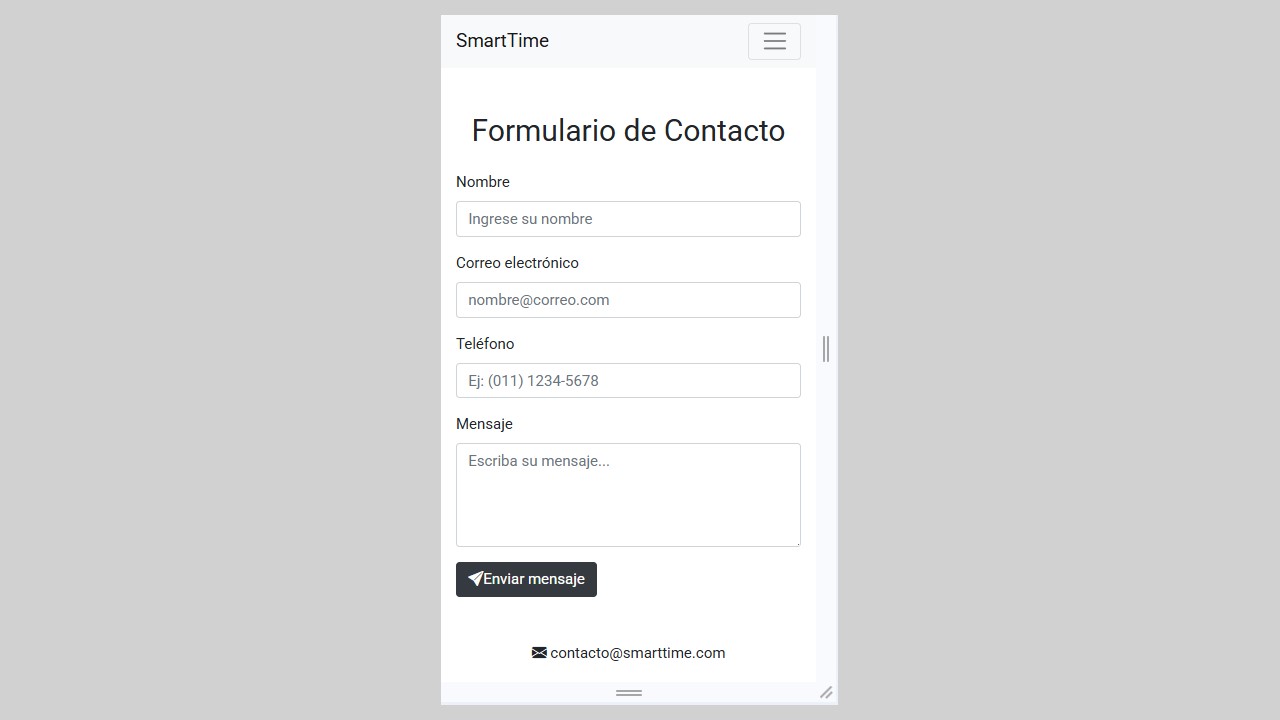 SmartTime
Formulario de Contacto
Nombre
Ingrese su nombre
Correo electrónico
nombre@correo.com
Teléfono
Ej: (011) 1234-5678
Mensaje
Escriba su mensaje...
Enviar mensaje
contacto@smarttime.com